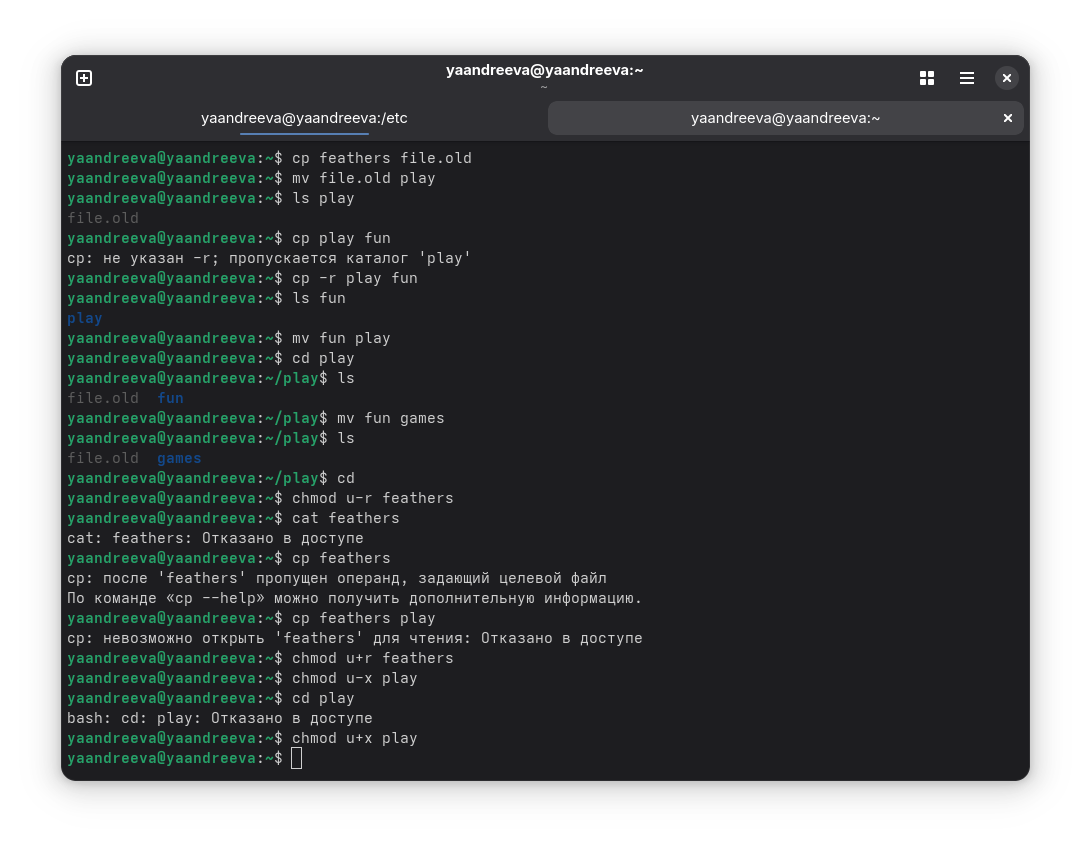 yaandreeva@yaandreeva:~
~
yaandreeva@yaandreeva:/etc
yaandreeva@yaandreeva:~
yaandreeva@yaandreeva:~$ cp feathers file.old
yaandreeva@yaandreeva:~$ mv file.old play
yaandreeva@yaandreeva:~$ ls play
file.old
yaandreeva@yaandreeva:~$ cp play fun
cp: не указан -r; пропускается каталог 'play'
yaandreeva@yaandreeva:~$ cp -r play fun
yaandreeva@yaandreeva:~$ ls fun
play
yaandreeva@yaandreeva:~$ mv fun play
yaandreeva@yaandreeva:~$ cd play
yaandreeva@yaandreeva:~/play$ ls
file.old  fun
yaandreeva@yaandreeva:~/play$ mv fun games
yaandreeva@yaandreeva:~/play$ ls
file.old  games
yaandreeva@yaandreeva:~/play$ cd
yaandreeva@yaandreeva:~$ chmod u-r feathers
yaandreeva@yaandreeva:~$ cat feathers
cat: feathers: Отказано в доступе
yaandreeva@yaandreeva:~$ cp feathers
cp: после 'feathers' пропущен операнд, задающий целевой файл
По команде «cp --help» можно получить дополнительную информацию.
yaandreeva@yaandreeva:~$ cp feathers play
cp: невозможно открыть 'feathers' для чтения: Отказано в доступе
yaandreeva@yaandreeva:~$ chmod u+r feathers
yaandreeva@yaandreeva:~$ chmod u-x play
yaandreeva@yaandreeva:~$ cd play
bash: cd: play: Отказано в доступе
yaandreeva@yaandreeva:~$ chmod u+x play
yaandreeva@yaandreeva:~$